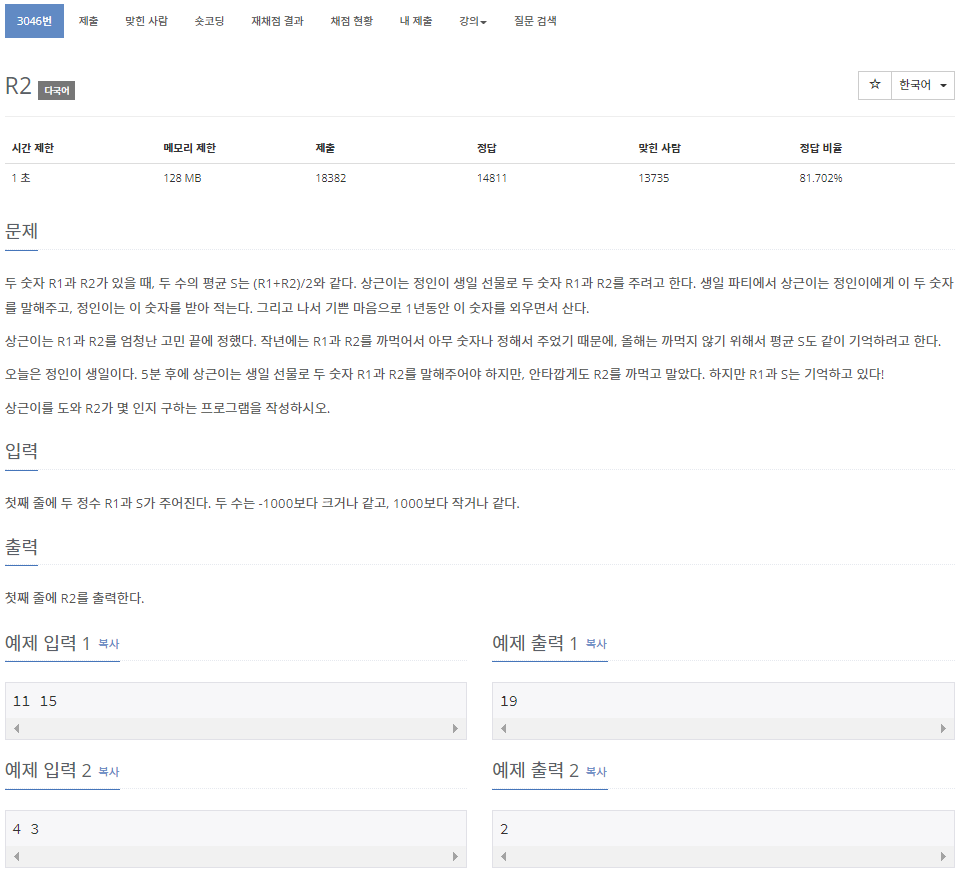 3046번 제출 맞힌 사람 숏코딩 재채점 결과 채점 현황 내 제출 강의 질문 검색
R2 다국어 한국어
시간 제한 메모리 제한 제출 정답 맞힌 사람 정답 비율
1 초 128 MB 18382 14811 13735 81.702%
문제
두 숫자 R1과 R2가 있을 때, 두 수의 평균 S는 (R1+R2)/2와 같다. 상근이는 정인이 생일 선물로 두 숫자 R1과 R2를 주려고 한다. 생일 파티에서 상근이는 정인이에게 이 두 숫자
를 말해주고, 정인이는 이 숫자를 받아 적는다. 그리고 나서 기쁜 마음으로 1년동안 이 숫자를 외우면서 산다.
상근이는 R1과 R2를 엄청난 고민 끝에 정했다. 작년에는 R1과 R2를 까먹어서 아무 숫자나 정해서 주었기 때문에, 올해는 까먹지 않기 위해서 평균 S도 같이 기억하려고 한다.
오늘은 정인이 생일이다. 5분 후에 상근이는 생일 선물로 두 숫자 R1과 R2를 말해주어야 하지만, 안타깝게도 R2를 까먹고 말았다. 하지만 R1과 S는 기억하고 있다!
상근이를 도와 R2가 몇 인지 구하는 프로그램을 작성하시오.
입력
첫째 줄에 두 정수 R1과 S가 주어진다. 두 수는 -1000보다 크거나 같고, 1000보다 작거나 같다.
출력
첫째 줄에 R2를 출력한다.
예제 입력 1 복사
11 15
예제 출력 1 복사
19
예제 입력 2 복사
4 3
예제 출력 2 복사
2